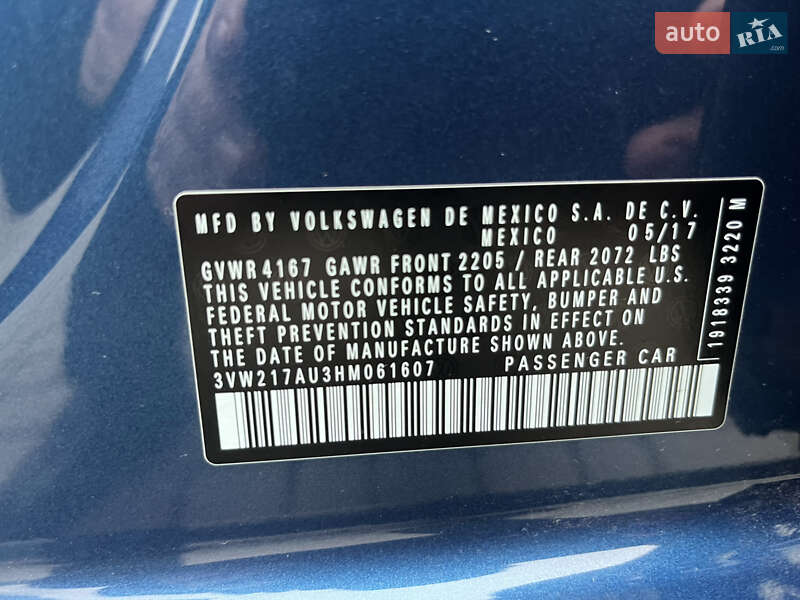 auto RIA.com
MFD BY VOLKSWAGEN DE MEXICO S.A. DE C.V.
MEXICO 05/17
GVWR 4167 GAWR FRONT 2205 / REAR 2072 LBS
THIS VEHICLE CONFORMS TO ALL APPLICABLE U.S.
FEDERAL MOTOR VEHICLE SAFETY, BUMPER AND
THEFT PREVENTION STANDARDS IN EFFECT ON
THE DATE OF MANUFACTURE SHOWN ABOVE.
3VW217AU3HM061607 PASSENGER CAR
1918339 3220 M